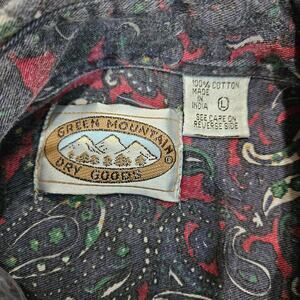 GREEN MOUNTAIN©
DRY GOODS
100% COTTON
MADE
IN
INDIA
L
SEE CARE ON
REVERSE SIDE